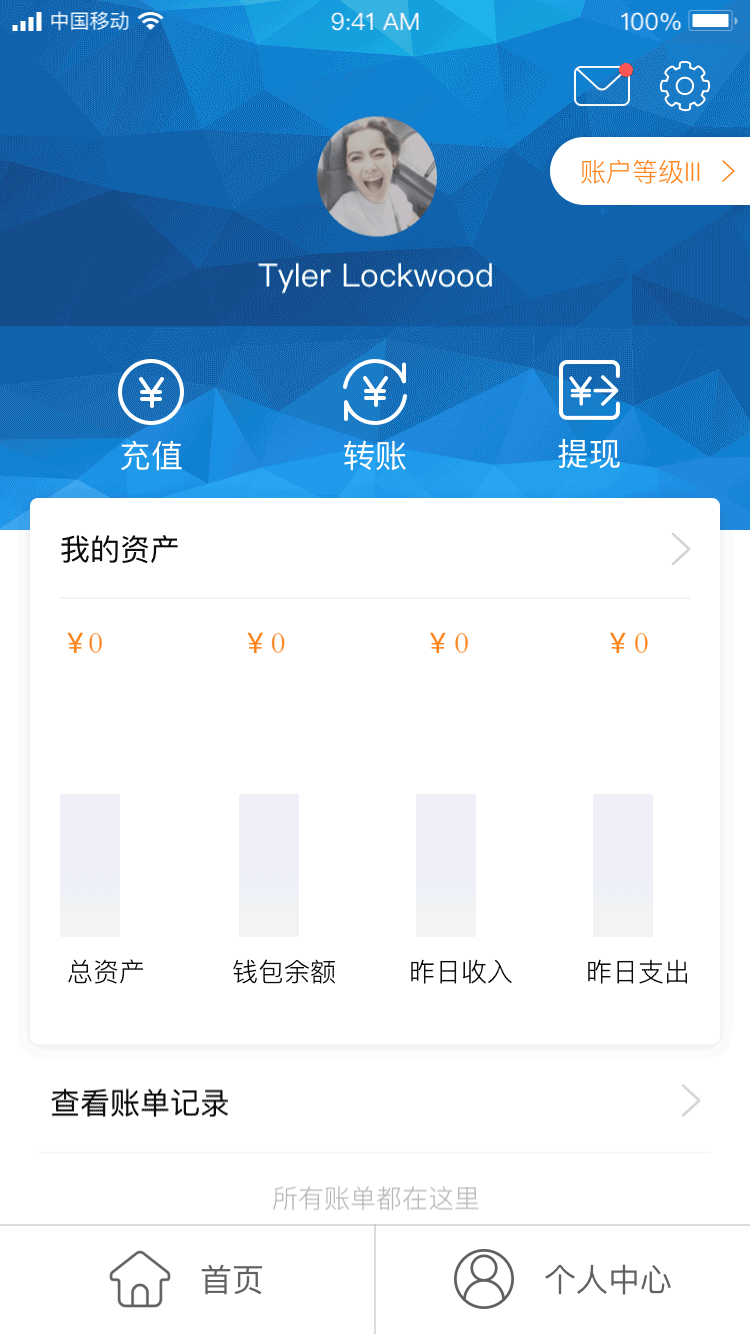 中国移动 9:41 AM 100%
账户等级III
Tyler Lockwood
充值 转账 提现
我的资产
¥0 ¥0 ¥0 ¥0
总资产 钱包余额 昨日收入 昨日支出
查看账单记录
所有账单都在这里
首页 个人中心